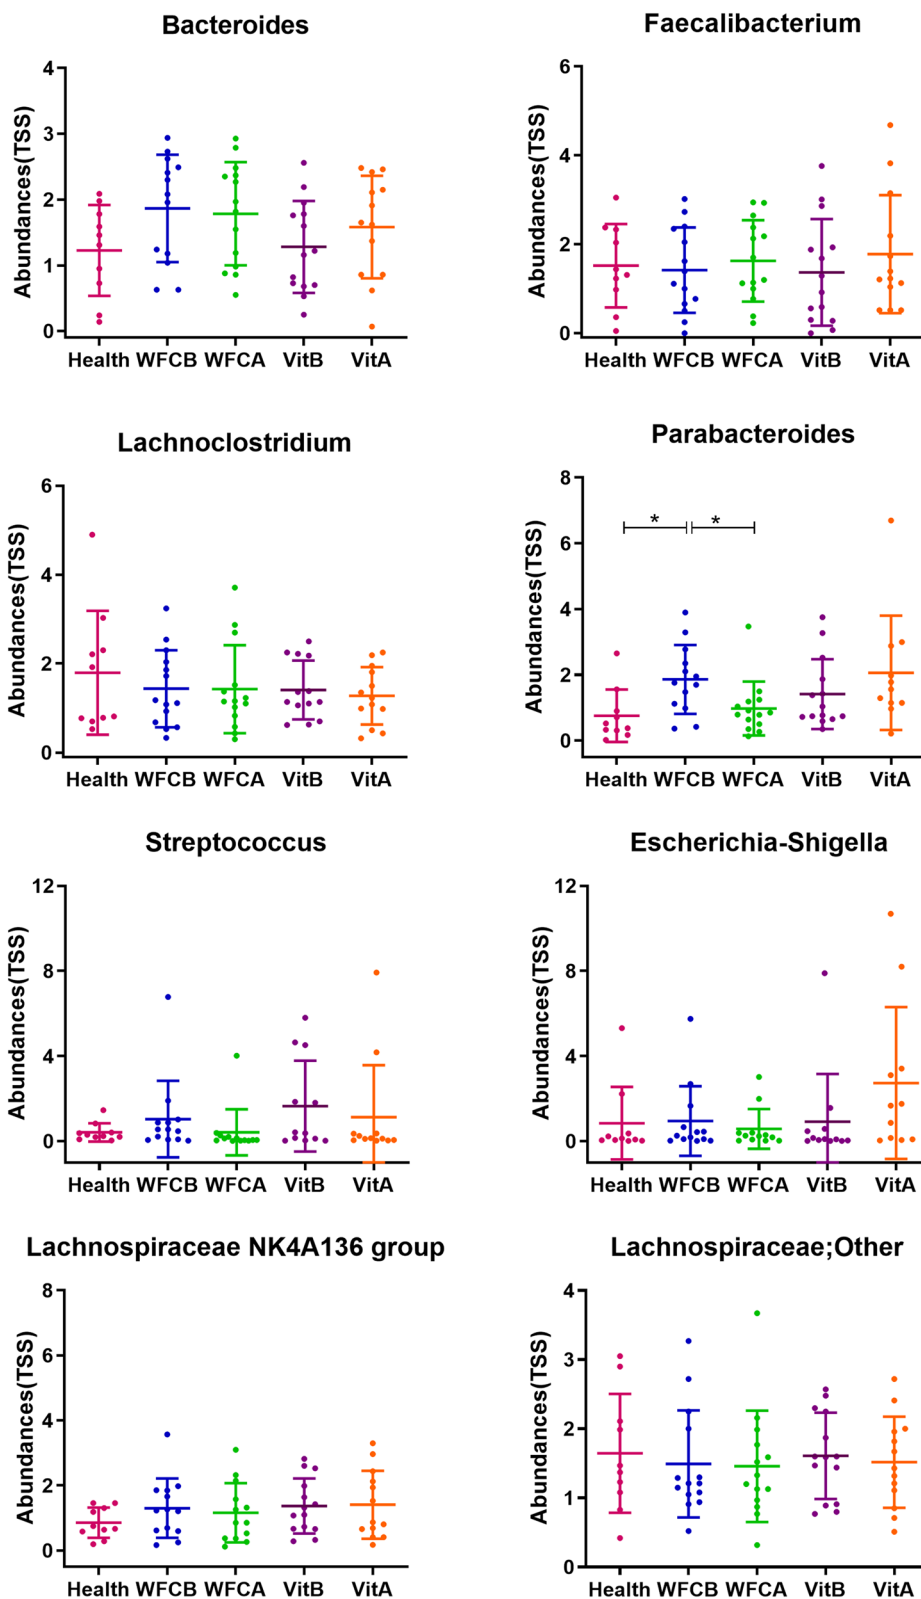 Bacteroides
Abundances(TSS)
4
3
2
1
0
Health WFCB WFCA VitB VitA
Faecalibacterium
Abundances(TSS)
6
4
2
0
Health WFCB WFCA VitB VitA
Lachnoclostridium
Abundances(TSS)
6
4
2
0
Health WFCB WFCA VitB VitA
Parabacteroides
Abundances(TSS)
8
6
4
2
0
* *
Health WFCB WFCA VitB VitA
Streptococcus
Abundances(TSS)
12
8
4
0
Health WFCB WFCA VitB VitA
Escherichia-Shigella
Abundances(TSS)
12
8
4
0
Health WFCB WFCA VitB VitA
Lachnospiraceae NK4A136 group
Abundances(TSS)
8
6
4
2
0
Health WFCB WFCA VitB VitA
Lachnospiraceae;Other
Abundances(TSS)
4
3
2
1
0
Health WFCB WFCA VitB VitA